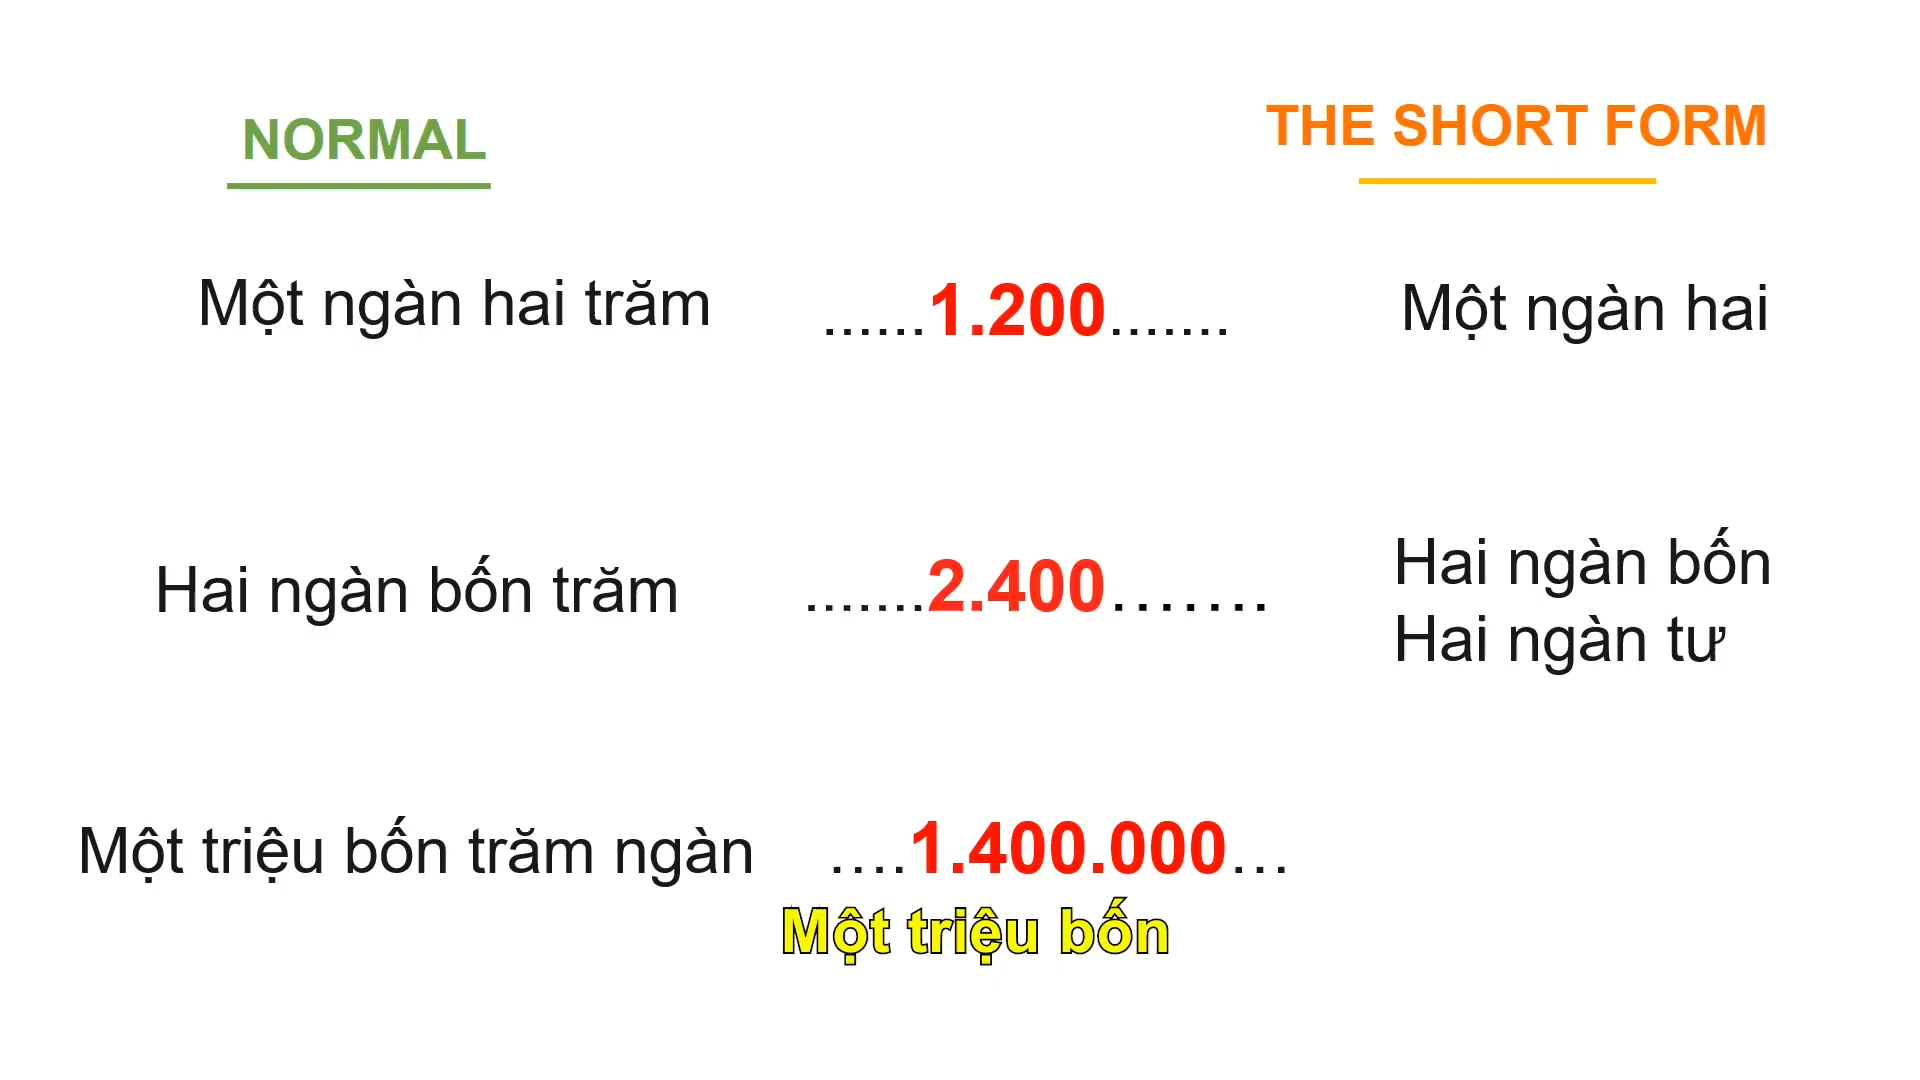 NORMAL
THE SHORT FORM
Một ngàn hai trăm ......1.200....... Một ngàn hai
Hai ngàn bốn trăm .......2.400....... Hai ngàn bốn
Hai ngàn tư
Một triệu bốn trăm ngàn ....1.400.000...
Một triệu bốn